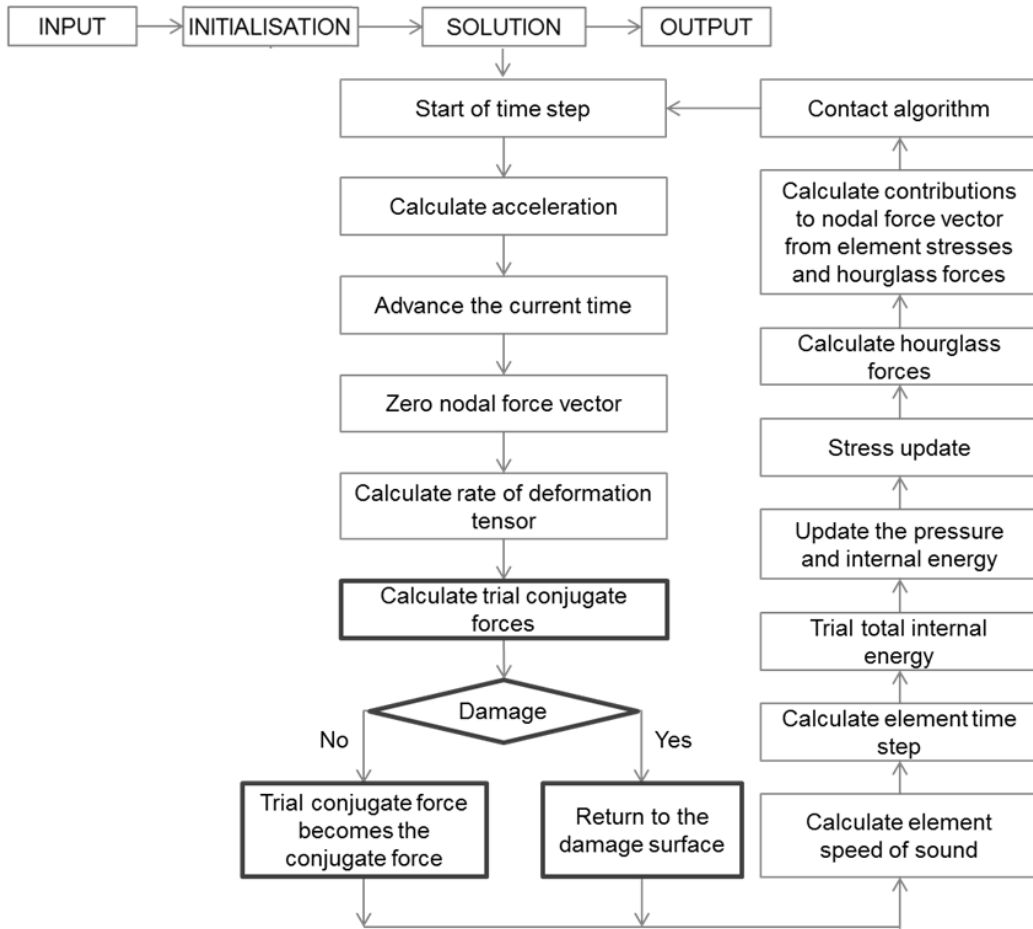 INPUT
INITIALISATION
SOLUTION
OUTPUT
Start of time step
Calculate acceleration
Advance the current time
Zero nodal force vector
Calculate rate of deformation
tensor
Calculate trial conjugate
forces
Damage
No
Yes
Trial conjugate force
becomes the
conjugate force
Return to the
damage surface
Calculate element
speed of sound
Calculate element time
step
Trial total internal
energy
Update the pressure
and internal energy
Stress update
Calculate hourglass
forces
Calculate contributions
to nodal force vector
from element stresses
and hourglass forces
Contact algorithm